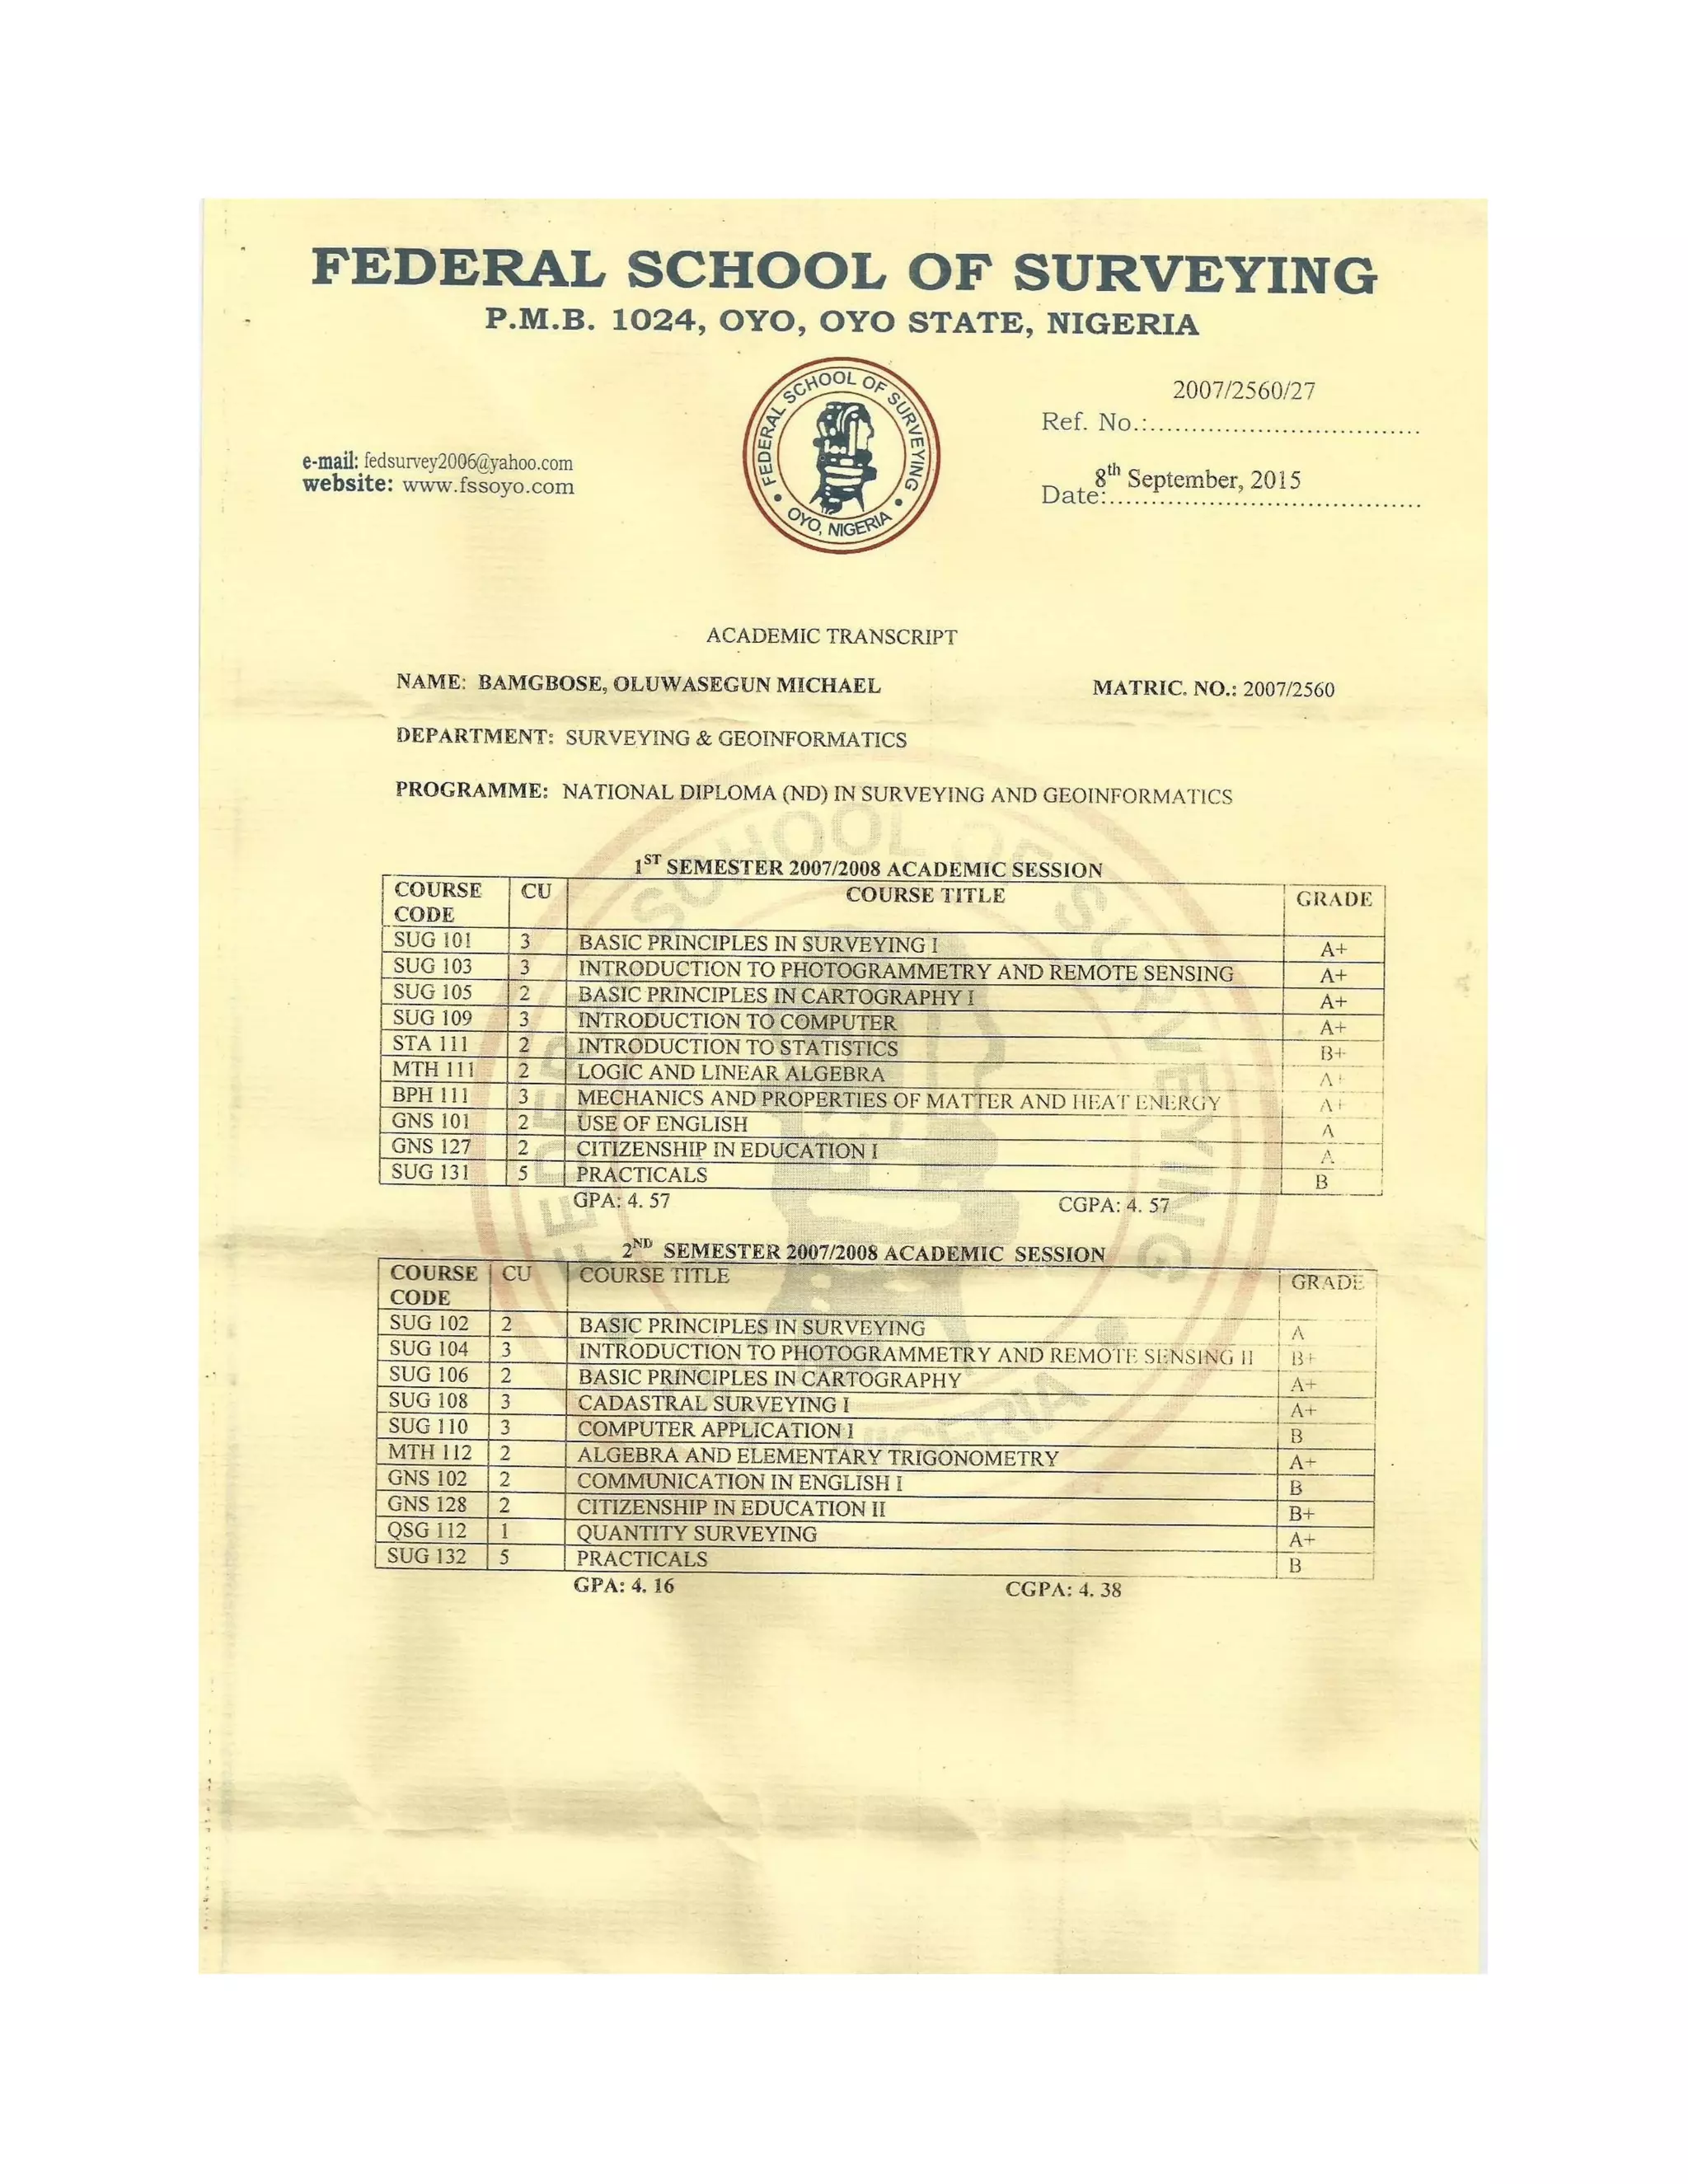 FEDERAL SCHOOL OF SURVEYING
P.M.B. 1024, OYO, OYO STATE, NIGERIA
FEDERAL SCHOOL OF SURVEYING
OYO, NIGERIA
2007/2560/27
Ref. No.:................................
e-mail: fedsurvey2006@yahoo.com
website: www.fssoyo.com
8th September, 2015
Date:.....................................
ACADEMIC TRANSCRIPT
NAME: BAMGBOSE, OLUWASEGUN MICHAEL MATRIC. NO.: 2007/2560
DEPARTMENT: SURVEYING & GEOINFORMATICS
PROGRAMME: NATIONAL DIPLOMA (ND) IN SURVEYING AND GEOINFORMATICS
1ST SEMESTER 2007/2008 ACADEMIC SESSION
COURSE CODE CU COURSE TITLE GRADE
SUG 101 3 BASIC PRINCIPLES IN SURVEYING I A+
SUG 103 3 INTRODUCTION TO PHOTOGRAMMETRY AND REMOTE SENSING A+
SUG 105 2 BASIC PRINCIPLES IN CARTOGRAPHY I A+
SUG 109 3 INTRODUCTION TO COMPUTER A+
STA 111 2 INTRODUCTION TO STATISTICS B+
MTH 111 2 LOGIC AND LINEAR ALGEBRA A+
BPH 111 3 MECHANICS AND PROPERTIES OF MATTER AND HEAT ENERGY A+
GNS 101 2 USE OF ENGLISH A
GNS 127 2 CITIZENSHIP IN EDUCATION I A
SUG 131 5 PRACTICALS B
GPA: 4. 57 CGPA: 4. 57
2ND SEMESTER 2007/2008 ACADEMIC SESSION
COURSE CODE CU COURSE TITLE GRADE
SUG 102 2 BASIC PRINCIPLES IN SURVEYING A
SUG 104 3 INTRODUCTION TO PHOTOGRAMMETRY AND REMOTE SENSING II B+
SUG 106 2 BASIC PRINCIPLES IN CARTOGRAPHY A+
SUG 108 3 CADASTRAL SURVEYING I A+
SUG 110 3 COMPUTER APPLICATION I B
MTH 112 2 ALGEBRA AND ELEMENTARY TRIGONOMETRY A+
GNS 102 2 COMMUNICATION IN ENGLISH I B
GNS 128 2 CITIZENSHIP IN EDUCATION II B+
QSG 112 1 QUANTITY SURVEYING A+
SUG 132 5 PRACTICALS B
GPA: 4. 16 CGPA: 4. 38